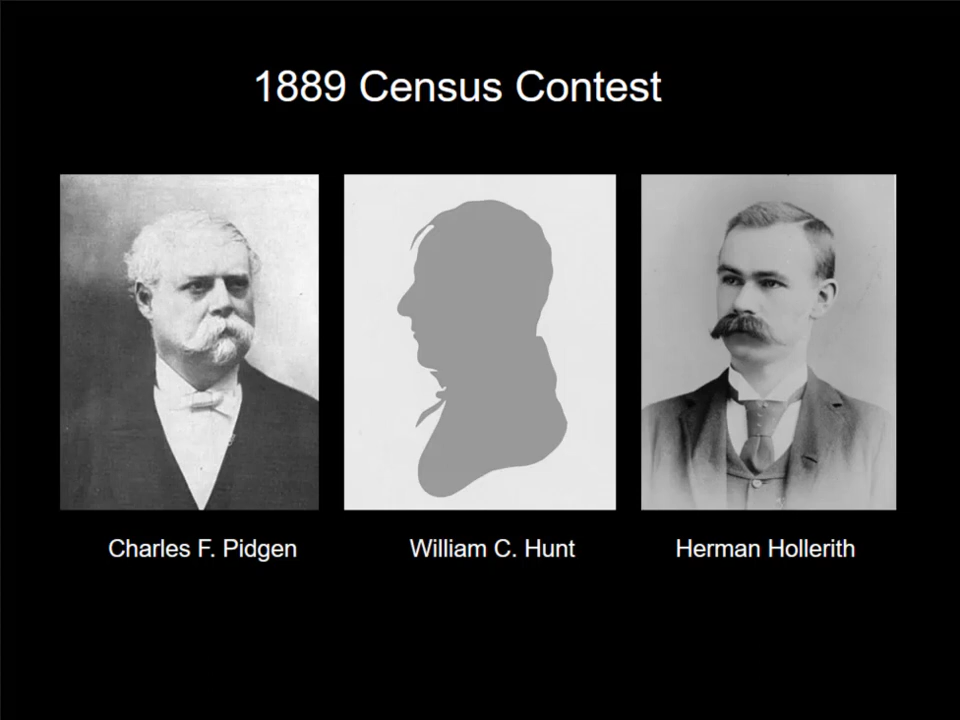 1889 Census Contest
Charles F. Pidgen
William C. Hunt
Herman Hollerith